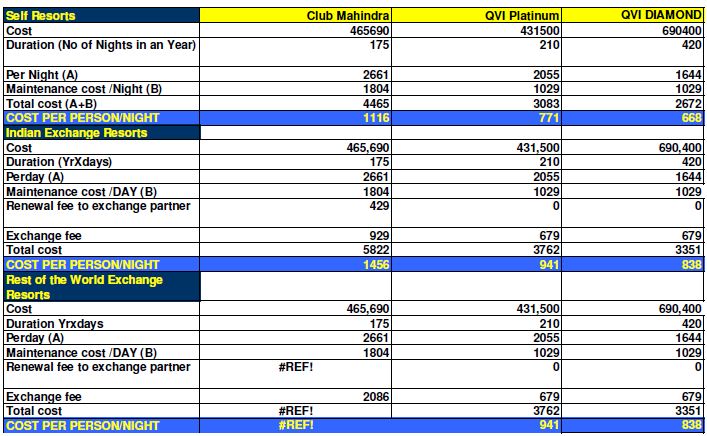 Self Resorts Club Mahindra QVI Platinum QVI DIAMOND
Cost 465690 431500 690400
Duration (No of Nights in an Year) 175 210 420
Per Night (A) 2661 2055 1644
Maintenance cost /Night (B) 1804 1029 1029
Total cost (A+B) 4465 3083 2672
COST PER PERSON/NIGHT 1116 771 668
Indian Exchange Resorts
Cost 465,690 431,500 690,400
Duration (YrXdays) 175 210 420
Perday (A) 2661 2055 1644
Maintenance cost /DAY (B) 1804 1029 1029
Renewal fee to exchange partner 429 0 0
Exchange fee 929 679 679
Total cost 5822 3762 3351
COST PER PERSON/NIGHT 1456 941 838
Rest of the World Exchange
Resorts
Cost 465,690 431,500 690,400
Duration Yrxdays 175 210 420
Perday (A) 2661 2055 1644
Maintenance cost /DAY (B) 1804 1029 1029
Renewal fee to exchange partner #REF! 0 0
Exchange fee 2086 679 679
Total cost #REF! 3762 3351
COST PER PERSON/NIGHT #REF! 941 838